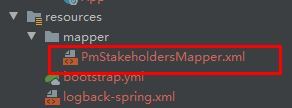 resources
mapper
PmStakeholdersMapper.xml
bootstrap.yml
logback-spring.xml